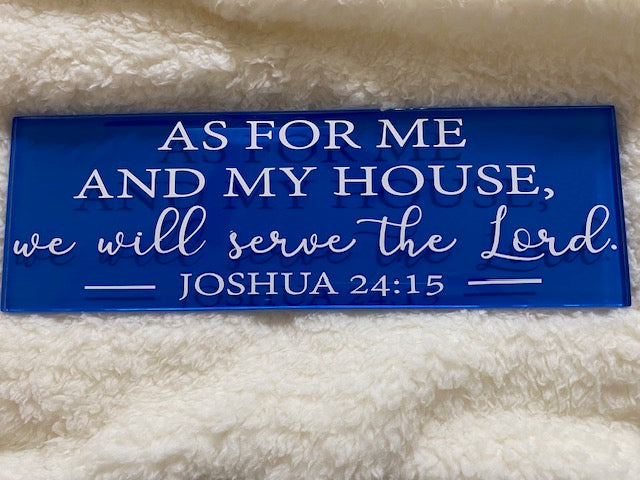 AS FOR ME
AND MY HOUSE,
we will serve the Lord.
JOSHUA 24:15